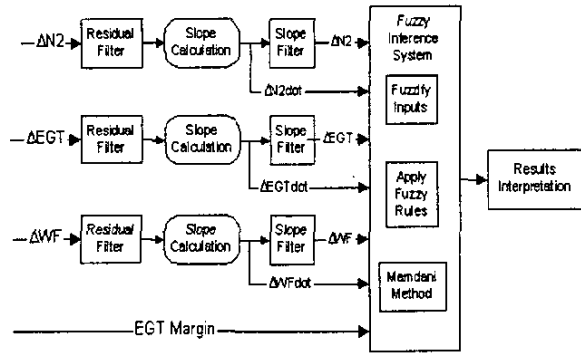 ΔN2
Residual
Filter
Slope
Calculation
Slope
Filter
ΔN2
ΔN2dot
ΔEGT
Residual
Filter
Slope
Calculation
Slope
Filter
ΔEGT
ΔEGTdot
ΔWF
Residual
Filter
Slope
Calculation
Slope
Filter
ΔWF
ΔWFdot
EGT Margin
Fuzzy
Inference
System
Fuzzify
Inputs
Apply
Fuzzy
Rules
Mamdani
Method
Results
Interpretation